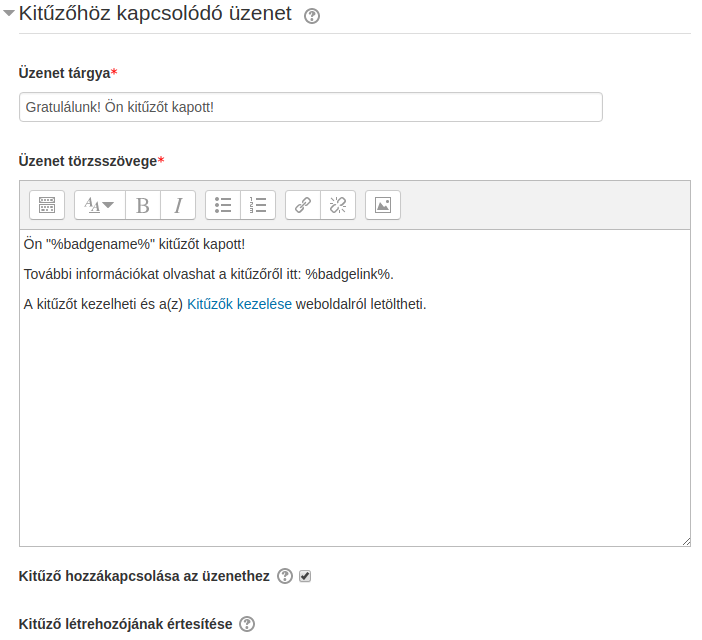 Kitűzőhöz kapcsolódó üzenet
Üzenet tárgya*
Gratulálunk! Ön kitűzőt kapott!
Üzenet törzsszövege*
Ön "%badgename%" kitűzőt kapott!
További információkat olvashat a kitűzőről itt: %badgelink%.
A kitűzőt kezelheti és a(z) Kitűzők kezelése weboldalról letöltheti.
Kitűző hozzákapcsolása az üzenethez
Kitűző létrehozójának értesítése